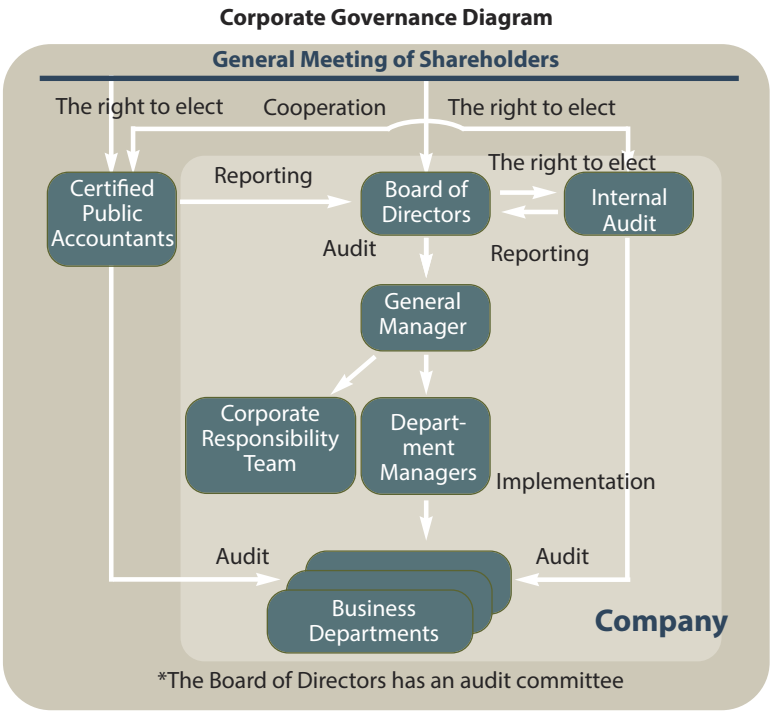 Corporate Governance Diagram
General Meeting of Shareholders
The right to elect
Cooperation
The right to elect
The right to elect
Certified
Public
Accountants
Reporting
Board of
Directors
Internal
Audit
Audit
Reporting
General
Manager
Corporate
Responsibility
Team
Depart-
ment
Managers
Implementation
Audit
Audit
Business
Departments
Company
*The Board of Directors has an audit committee